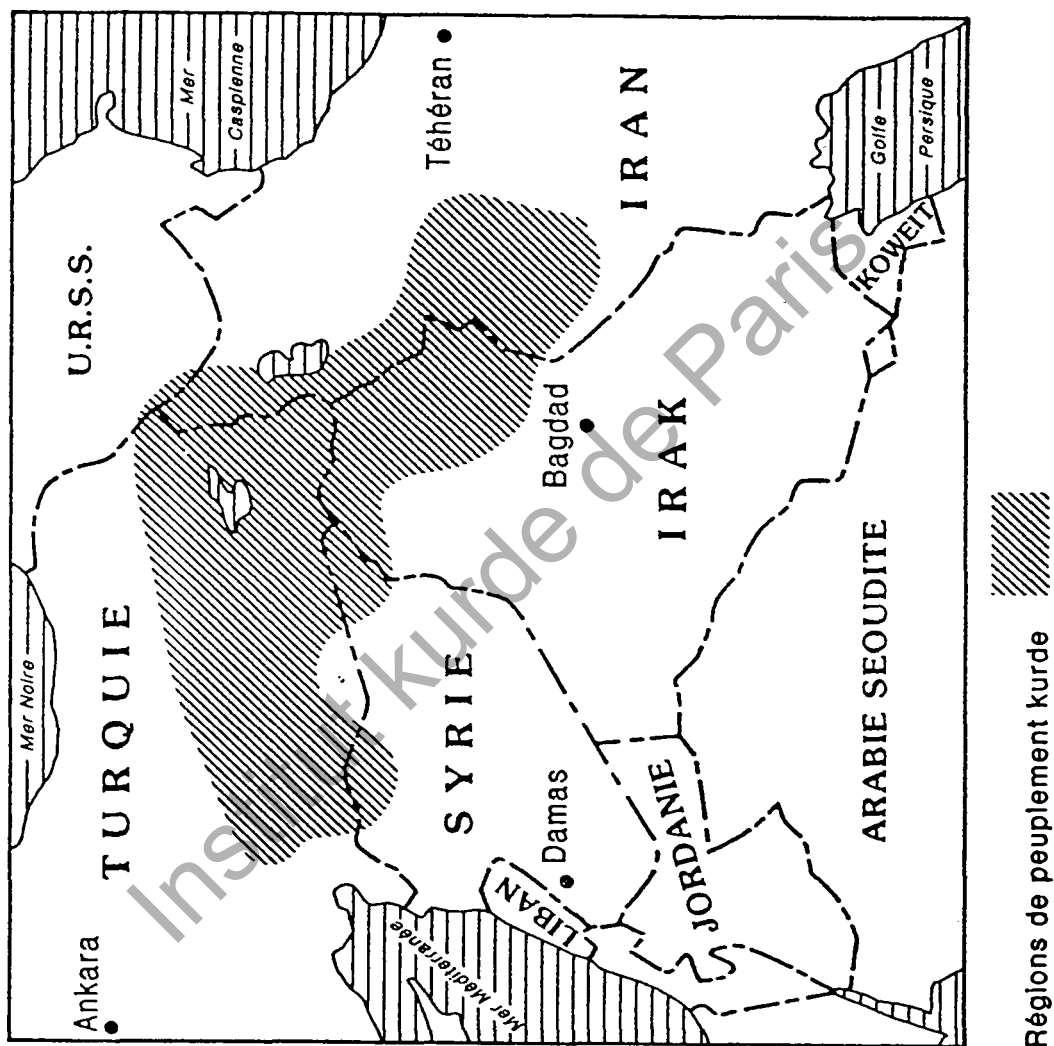 Mer Noire
Mer
Caspienne
U.R.S.S.
TURQUIE
Ankara
Téhéran
IRAN
SYRIE
Mer Méditerranée
LIBAN
Damas
Bagdad
IRAK
JORDANIE
KOWEIT
Golfe
Persique
ARABIE SEOUDITE
Régions de peuplement kurde
Institut kurde de Paris